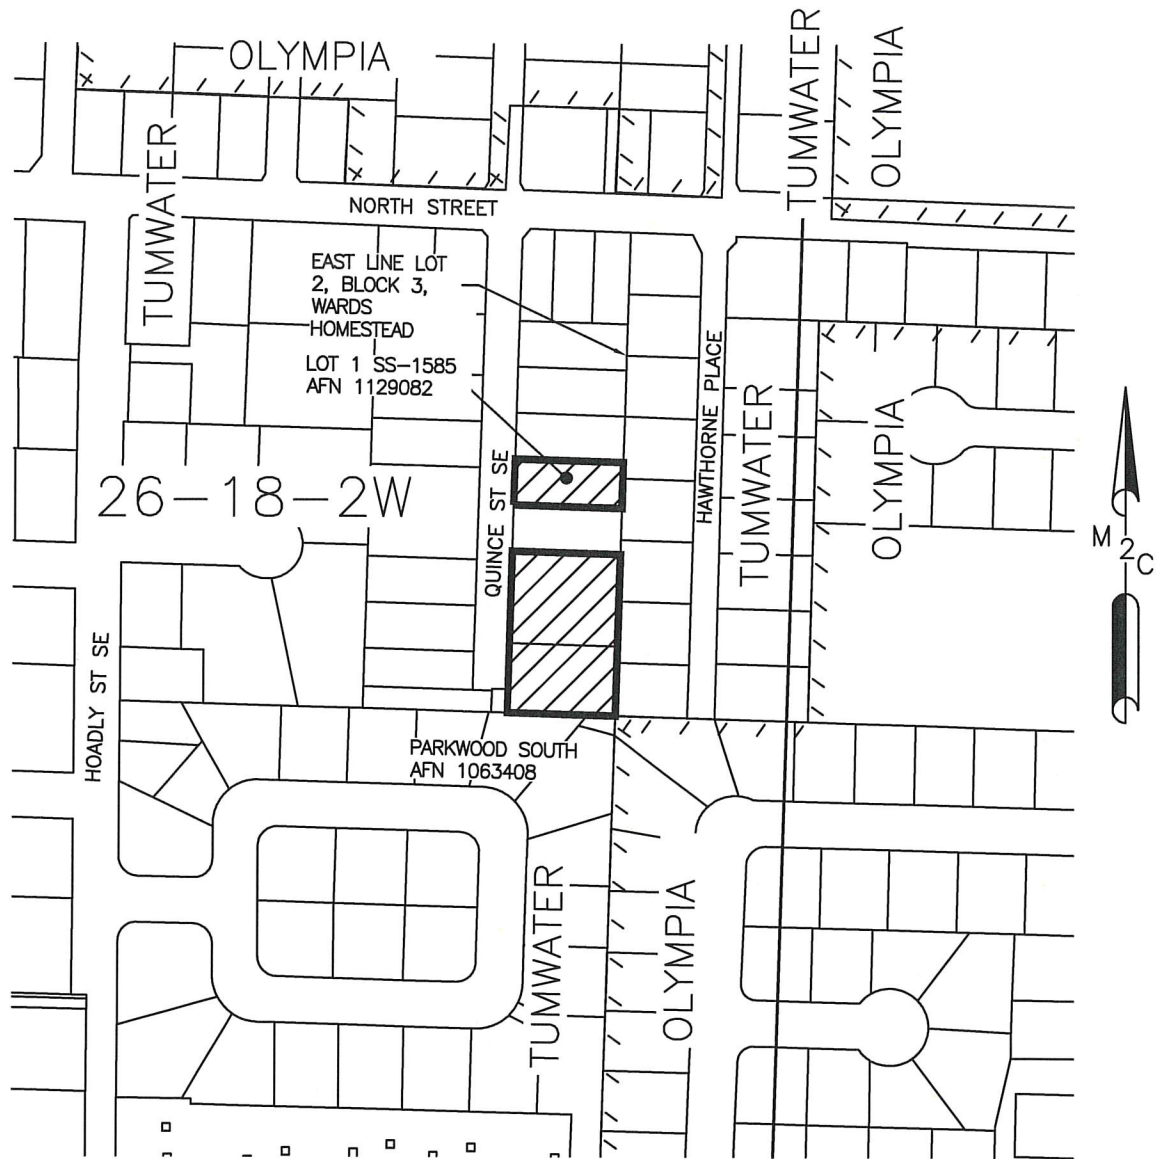 OLYMPIA
TUMWATER
OLYMPIA
TUMWATER
NORTH STREET
EAST LINE LOT
2, BLOCK 3,
WARDS
HOMESTEAD
LOT 1 SS-1585
AFN 1129082
HAWTHORNE PLACE
TUMWATER
OLYMPIA
26-18-2W
QUINCE ST SE
M2C
HOADLY ST SE
PARKWOOD SOUTH
AFN 1063408
TUMWATER
OLYMPIA